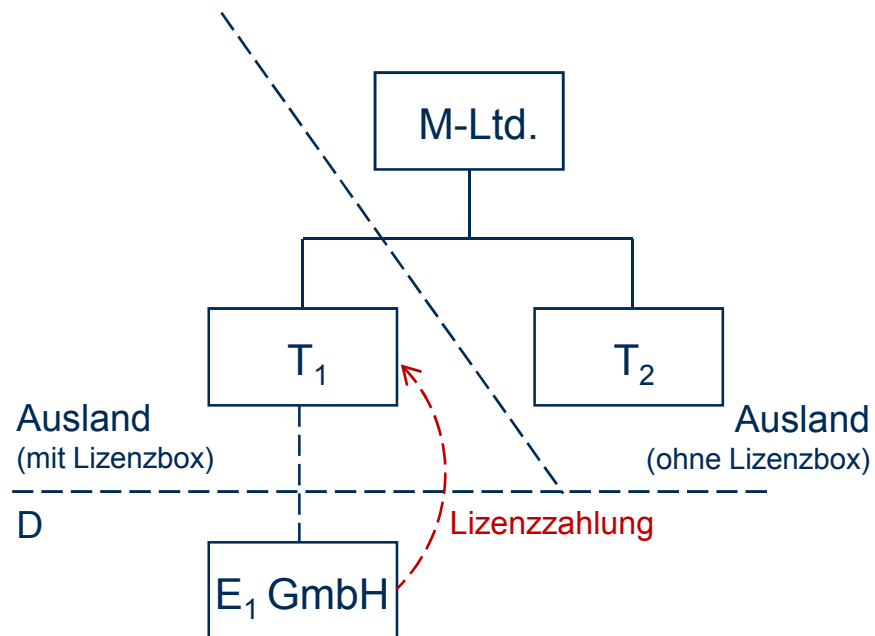 M-Ltd.
T₁
T₂
Ausland
(mit Lizenzbox)
Ausland
(ohne Lizenzbox)
D
Lizenzzahlung
E₁ GmbH